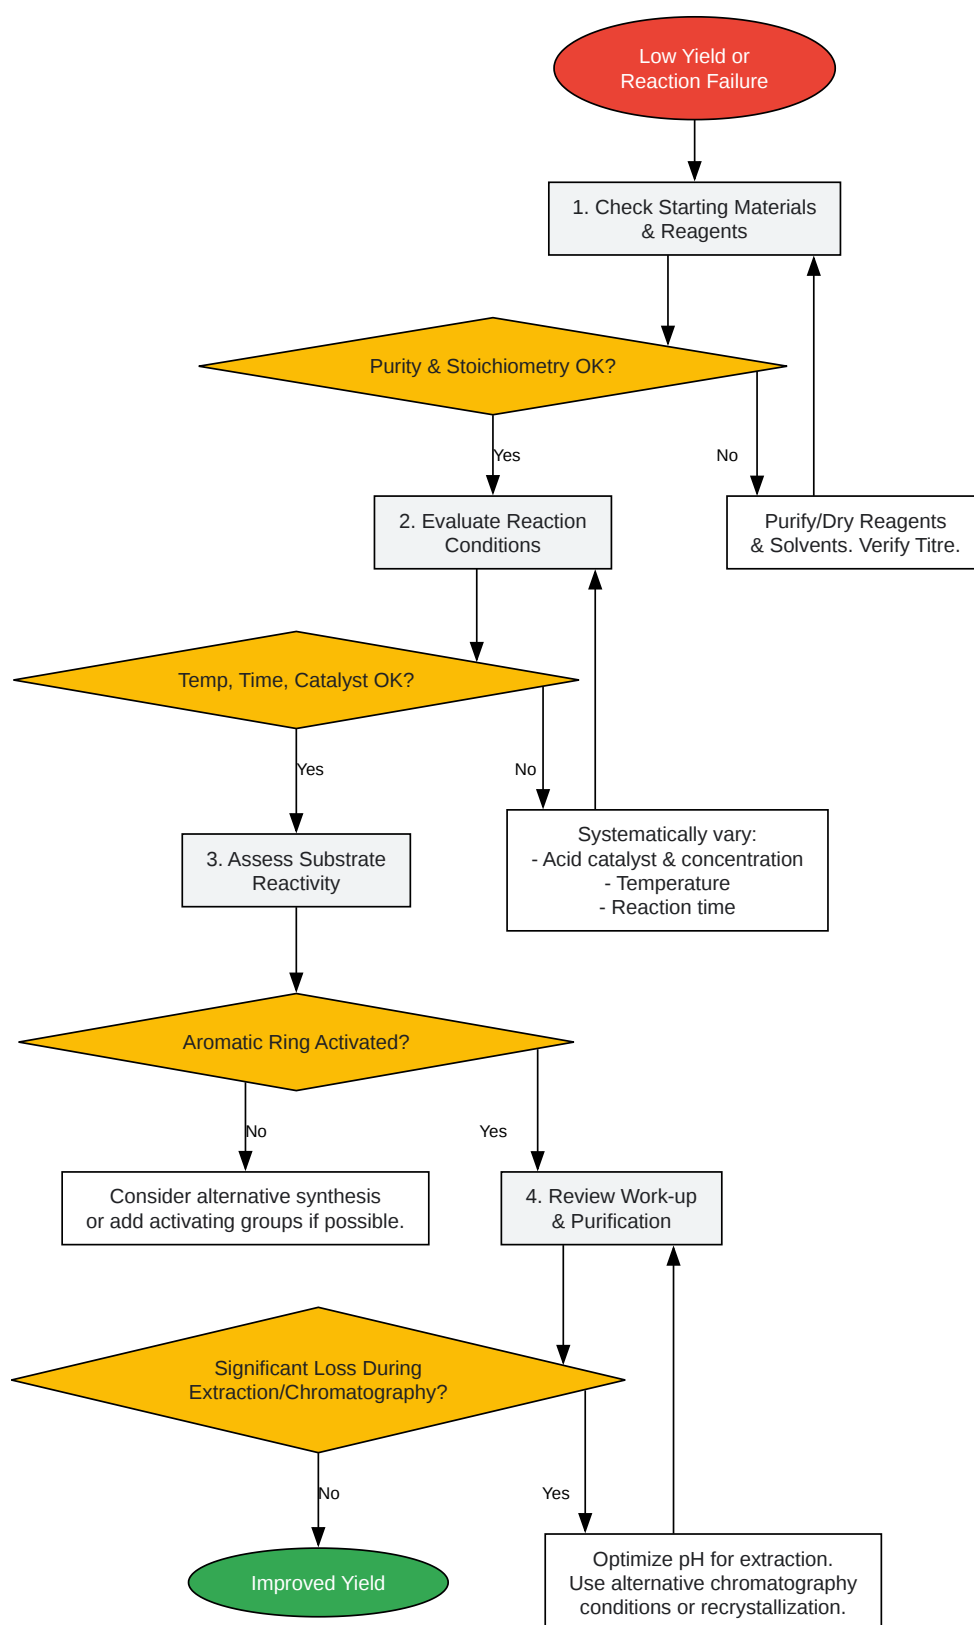 Low Yield or
Reaction Failure
1. Check Starting Materials
& Reagents
Purity & Stoichiometry OK?
Yes
No
2. Evaluate Reaction
Conditions
Purify/Dry Reagents
& Solvents. Verify Titre.
Temp, Time, Catalyst OK?
Yes
No
3. Assess Substrate
Reactivity
Systematically vary:
- Acid catalyst & concentration
- Temperature
- Reaction time
Aromatic Ring Activated?
No
Yes
Consider alternative synthesis
or add activating groups if possible.
4. Review Work-up
& Purification
Significant Loss During
Extraction/Chromatography?
No
Yes
Improved Yield
Optimize pH for extraction.
Use alternative chromatography
conditions or recrystallization.